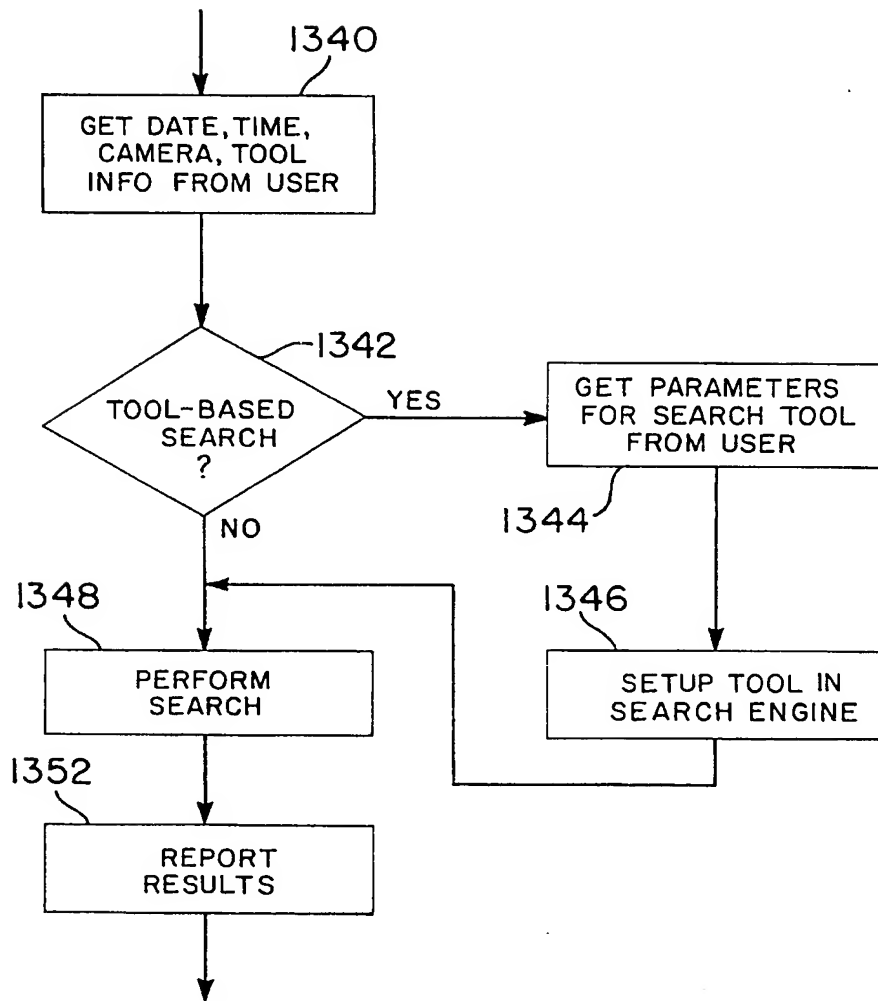 1340
GET DATE, TIME,
CAMERA, TOOL
INFO FROM USER
1342
TOOL-BASED
SEARCH
?
YES
NO
GET PARAMETERS
FOR SEARCH TOOL
FROM USER
1344
1346
SETUP TOOL IN
SEARCH ENGINE
1348
PERFORM
SEARCH
1352
REPORT
RESULTS